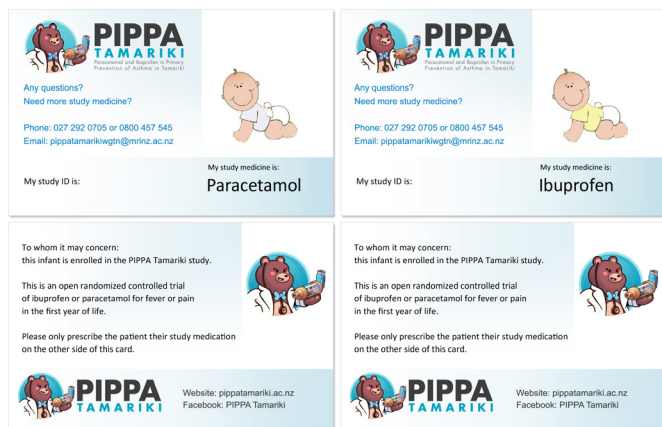 PIPPA
TAMARIKI
Paracetamol and Ibuprofen in Primary
Prevention of Asthma in Tamariki
Any questions?
Need more study medicine?
Phone: 027 292 0705 or 0800 457 545
Email: pippatamarikiwgtn@mrinz.ac.nz
My study ID is:
My study medicine is:
Paracetamol
PIPPA
TAMARIKI
Paracetamol and Ibuprofen in Primary
Prevention of Asthma in Tamariki
Any questions?
Need more study medicine?
Phone: 027 292 0705 or 0800 457 545
Email: pippatamarikiwgtn@mrinz.ac.nz
My study ID is:
My study medicine is:
Ibuprofen
To whom it may concern:
this infant is enrolled in the PIPPA Tamariki study.
This is an open randomized controlled trial
of ibuprofen or paracetamol for fever or pain
in the first year of life.
Please only prescribe the patient their study medication
on the other side of this card.
PIPPA
TAMARIKI
Website: pippatamariki.ac.nz
Facebook: PIPPA Tamariki
To whom it may concern:
this infant is enrolled in the PIPPA Tamariki study.
This is an open randomized controlled trial
of ibuprofen or paracetamol for fever or pain
in the first year of life.
Please only prescribe the patient their study medication
on the other side of this card.
PIPPA
TAMARIKI
Website: pippatamariki.ac.nz
Facebook: PIPPA Tamariki